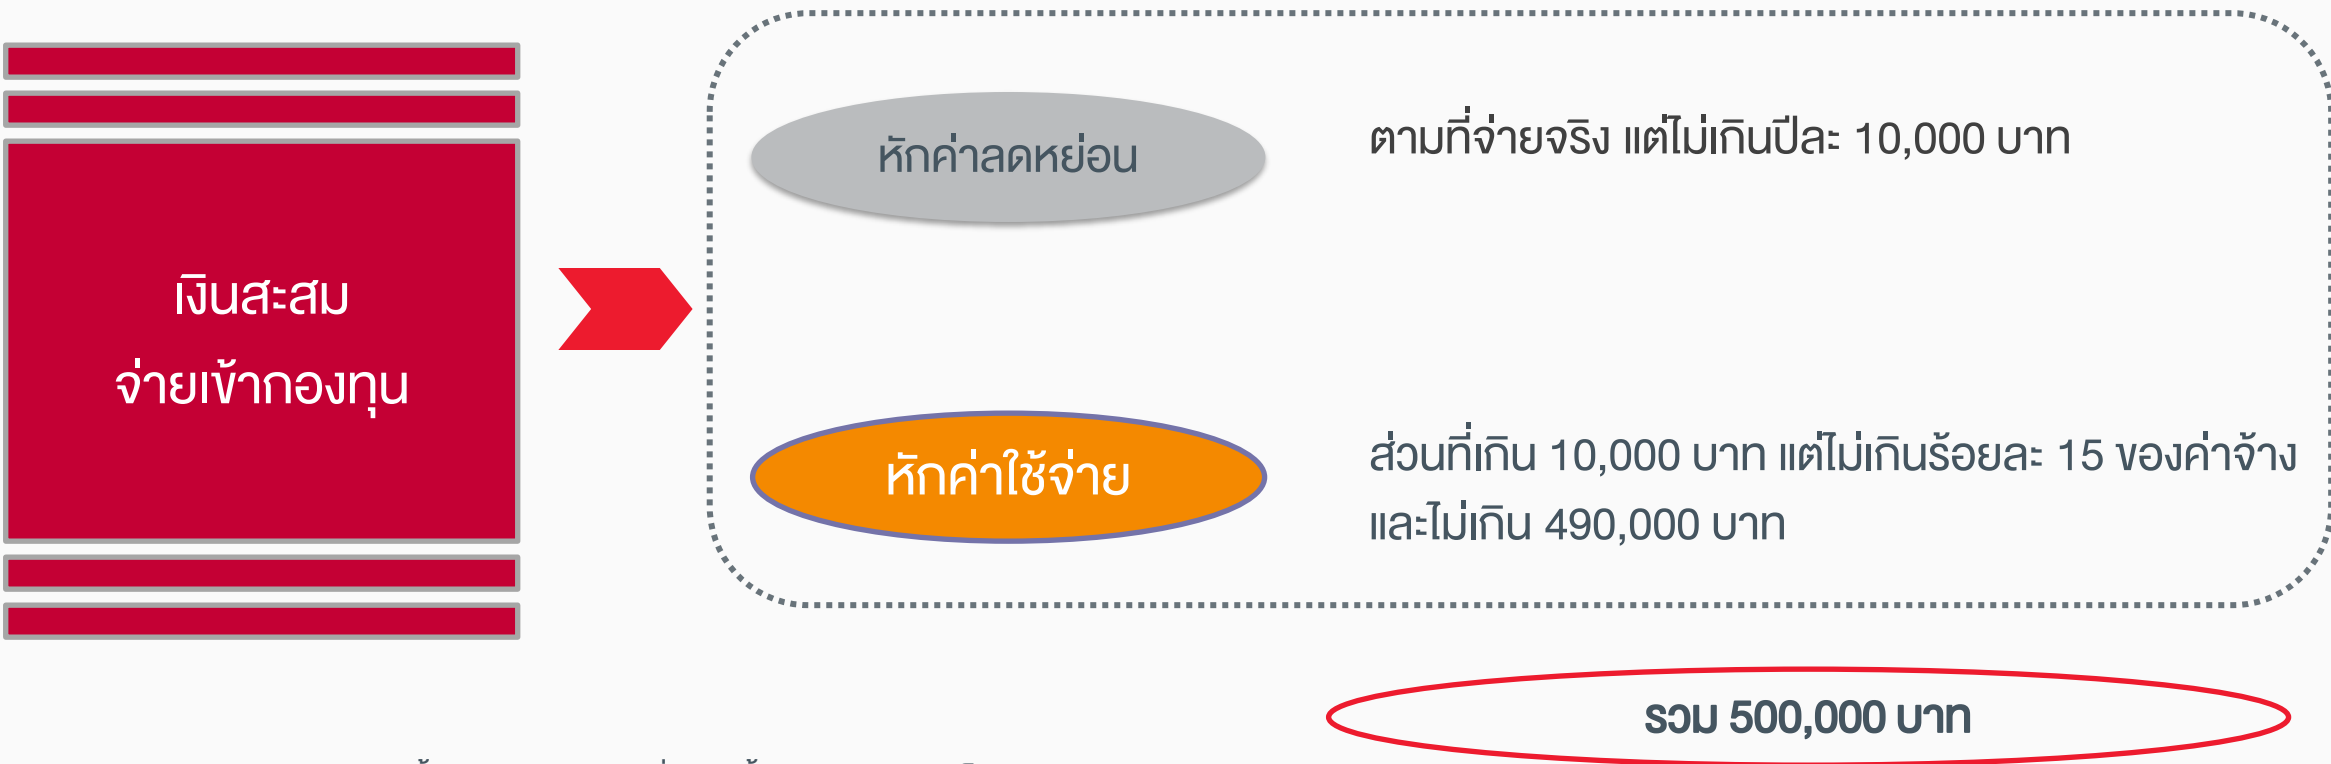 เงินสะสม
จ่ายเข้ากองทุน
หักค่าลดหย่อน
ตามที่จ่ายจริง แต่ไม่เกินปีละ 10,000 บาท
หักค่าใช้จ่าย
ส่วนที่เกิน 10,000 บาท แต่ไม่เกินร้อยละ 15 ของค่าจ้าง
และไม่เกิน 490,000 บาท
รวม 500,000 บาท